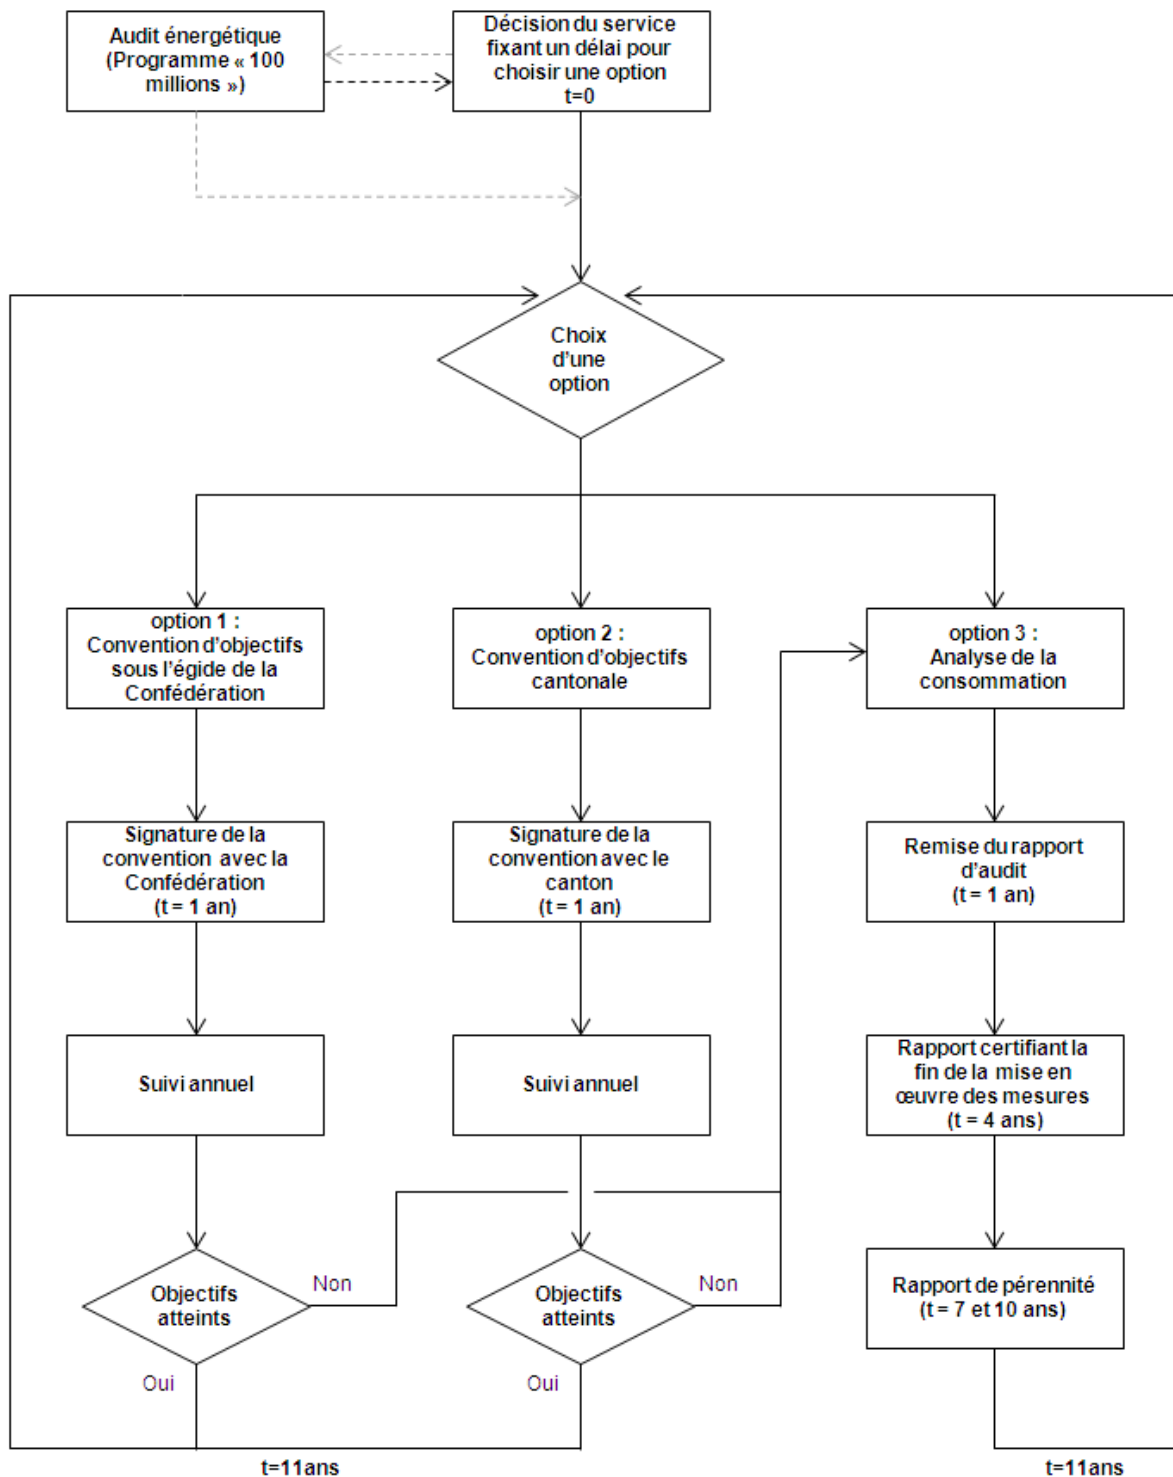 Audit énergétique
(Programme « 100
millions »)
Décision du service
fixant un délai pour
choisir une option
t=0
Choix
d'une
option
option 1 :
Convention d'objectifs
sous l'égide de la
Confédération
option 2 :
Convention d'objectifs
cantonale
option 3 :
Analyse de la
consommation
Signature de la
convention avec la
Confédération
(t = 1 an)
Signature de la
convention avec le
canton
(t = 1 an)
Remise du rapport
d'audit
(t = 1 an)
Suivi annuel
Suivi annuel
Rapport certifiant la
fin de la mise en
œuvre des mesures
(t = 4 ans)
Objectifs
atteints
Non
Objectifs
atteints
Non
Rapport de pérennité
(t = 7 et 10 ans)
Oui
Oui
t=11ans
t=11ans